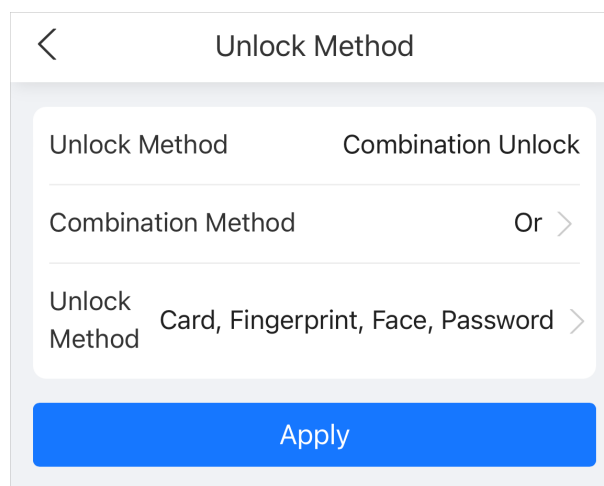 Unlock Method
Unlock Method Combination Unlock
Combination Method Or
Unlock Method Card, Fingerprint, Face, Password
Apply